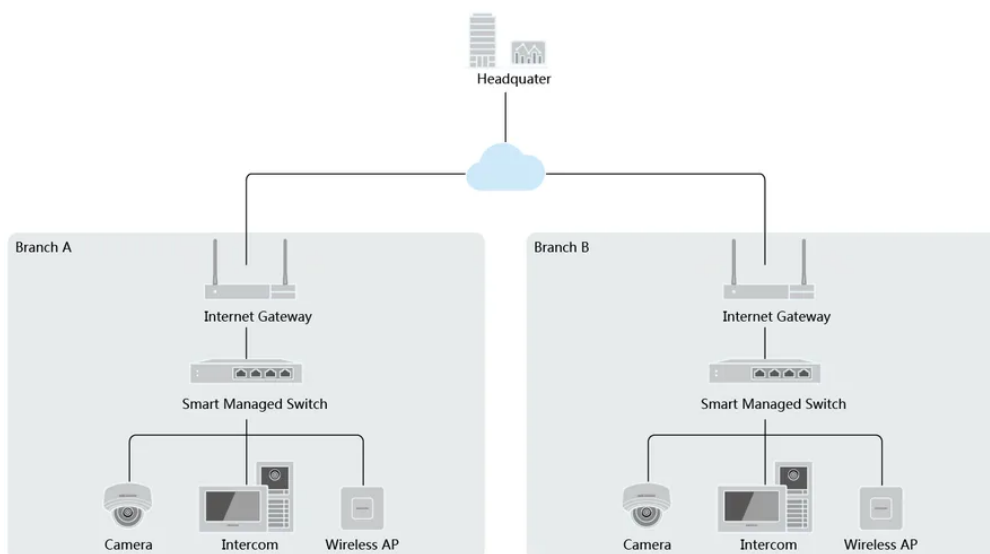 Headquater
Branch A
Branch B
Internet Gateway
Internet Gateway
Smart Managed Switch
Smart Managed Switch
Camera
Intercom
Wireless AP
Camera
Intercom
Wireless AP